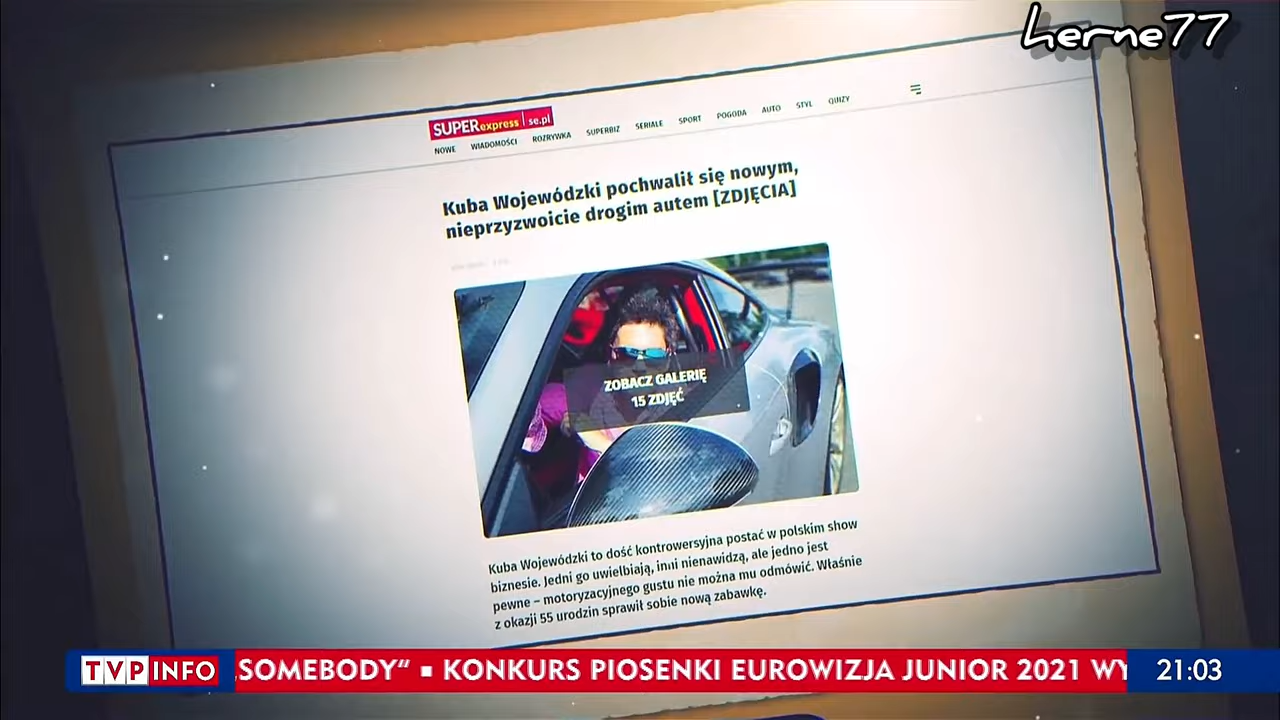 herne77
SUPER express | se.pl
NOWE WIADOMOŚCI ROZRYWKA SUPERBIZ SERIALE SPORT POGODA AUTO STYL QUIZY
Kuba Wojewódzki pochwalił się nowym,
nieprzyzwoicie drogim autem [ZDJĘCIA]
ZOBACZ GALERIĘ
15 ZDJĘĆ
Kuba Wojewódzki to dość kontrowersyjna postać w polskim show
biznesie. Jedni go uwielbiają, inni nienawidzą, ale jedno jest
pewne – motoryzacyjnego gustu nie można mu odmówić. Właśnie
z okazji 55 urodzin sprawił sobie nową zabawkę.
TVP INFO „SOMEBODY“ ▪ KONKURS PIOSENKI EUROWIZJA JUNIOR 2021 WY 21:03